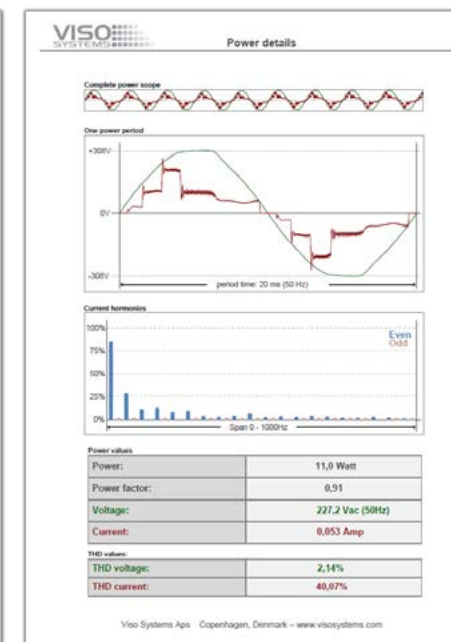 VISO
SYSTEMS
Power details
Complete power scope
One power period
+308V
0V
-308V
period time: 20 ms (50 Hz)
Current hormonics
100%
75%
50%
25%
0%
Even
Odd
Span 0 - 1000Hz
Power values
Power: 11,0 Watt
Power factor: 0,91
Voltage: 227,2 Vac (50Hz)
Current: 0,053 Amp
THD values:
THD voltage: 2,14%
THD current: 40,07%
Viso Systems Aps Copenhagen, Denmark – www.visosystems.com